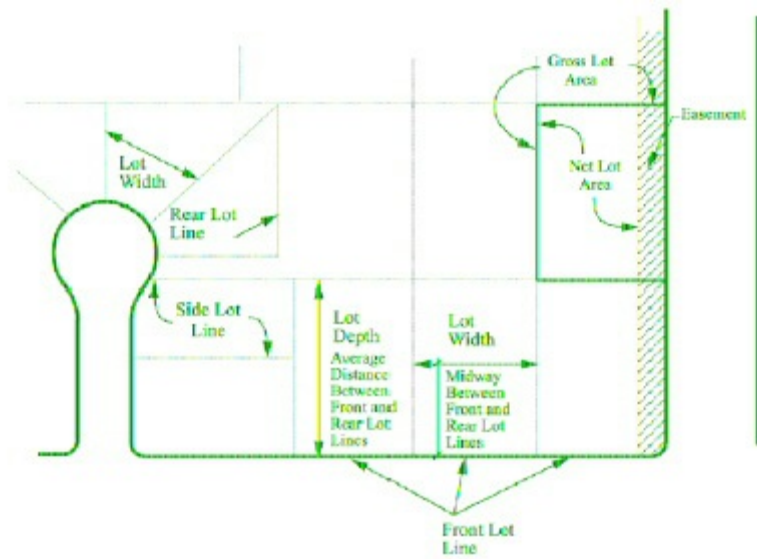 Gross Lot
Area
Easement
Lot
Width
Net Lot
Area
Rear Lot
Line
Side Lot
Line
Lot
Depth
Average
Distance
Between
Front and
Rear Lot
Lines
Lot
Width
Midway
Between
Front and
Rear Lot
Lines
Front Lot
Line